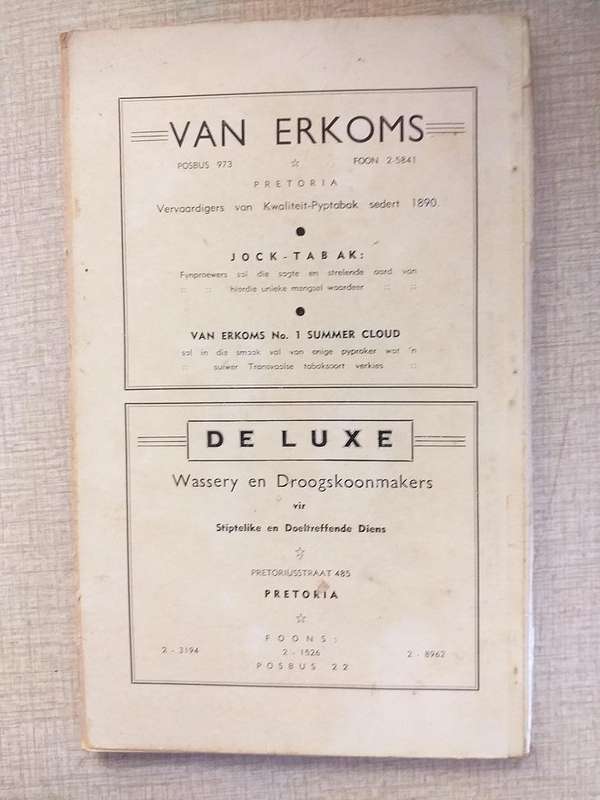 VAN ERKOMS
POSBUS 973 ☆ FOON 2-5841
PRETORIA
Vervaardigers van Kwaliteit-Pyptabak sedert 1890.
●
JOCK-TABAK:
Fynproewers sal die sagte en strelende aard van
:: :: hierdie unieke mengsel waardeer :: ::
●
VAN ERKOMS No. 1 SUMMER CLOUD
sal in die smaak val van enige pyproker wat 'n
:: suiwer Transvaalse tabaksoort verkies ::
DE LUXE
Wassery en Droogskoonmakers
vir
Stiptelike en Doeltreffende Diens
☆
PRETORIUSSTRAAT 485
PRETORIA
☆
FOONS:
2 - 3194 2 - 1526 2 - 8962
POSBUS 22